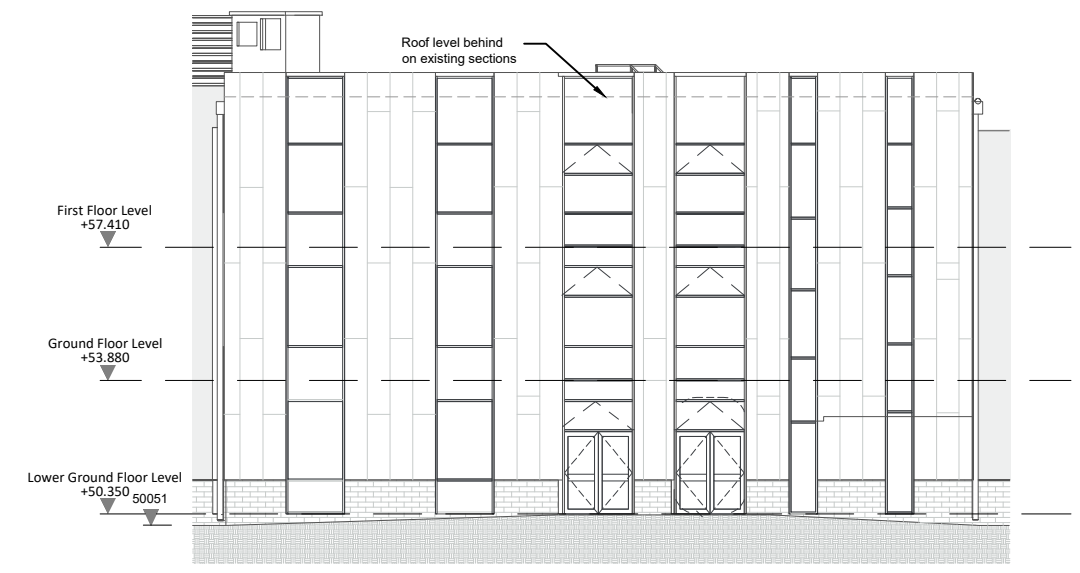 Roof level behind
on existing sections
First Floor Level
+57.410
Ground Floor Level
+53.880
Lower Ground Floor Level
+50.350
50051